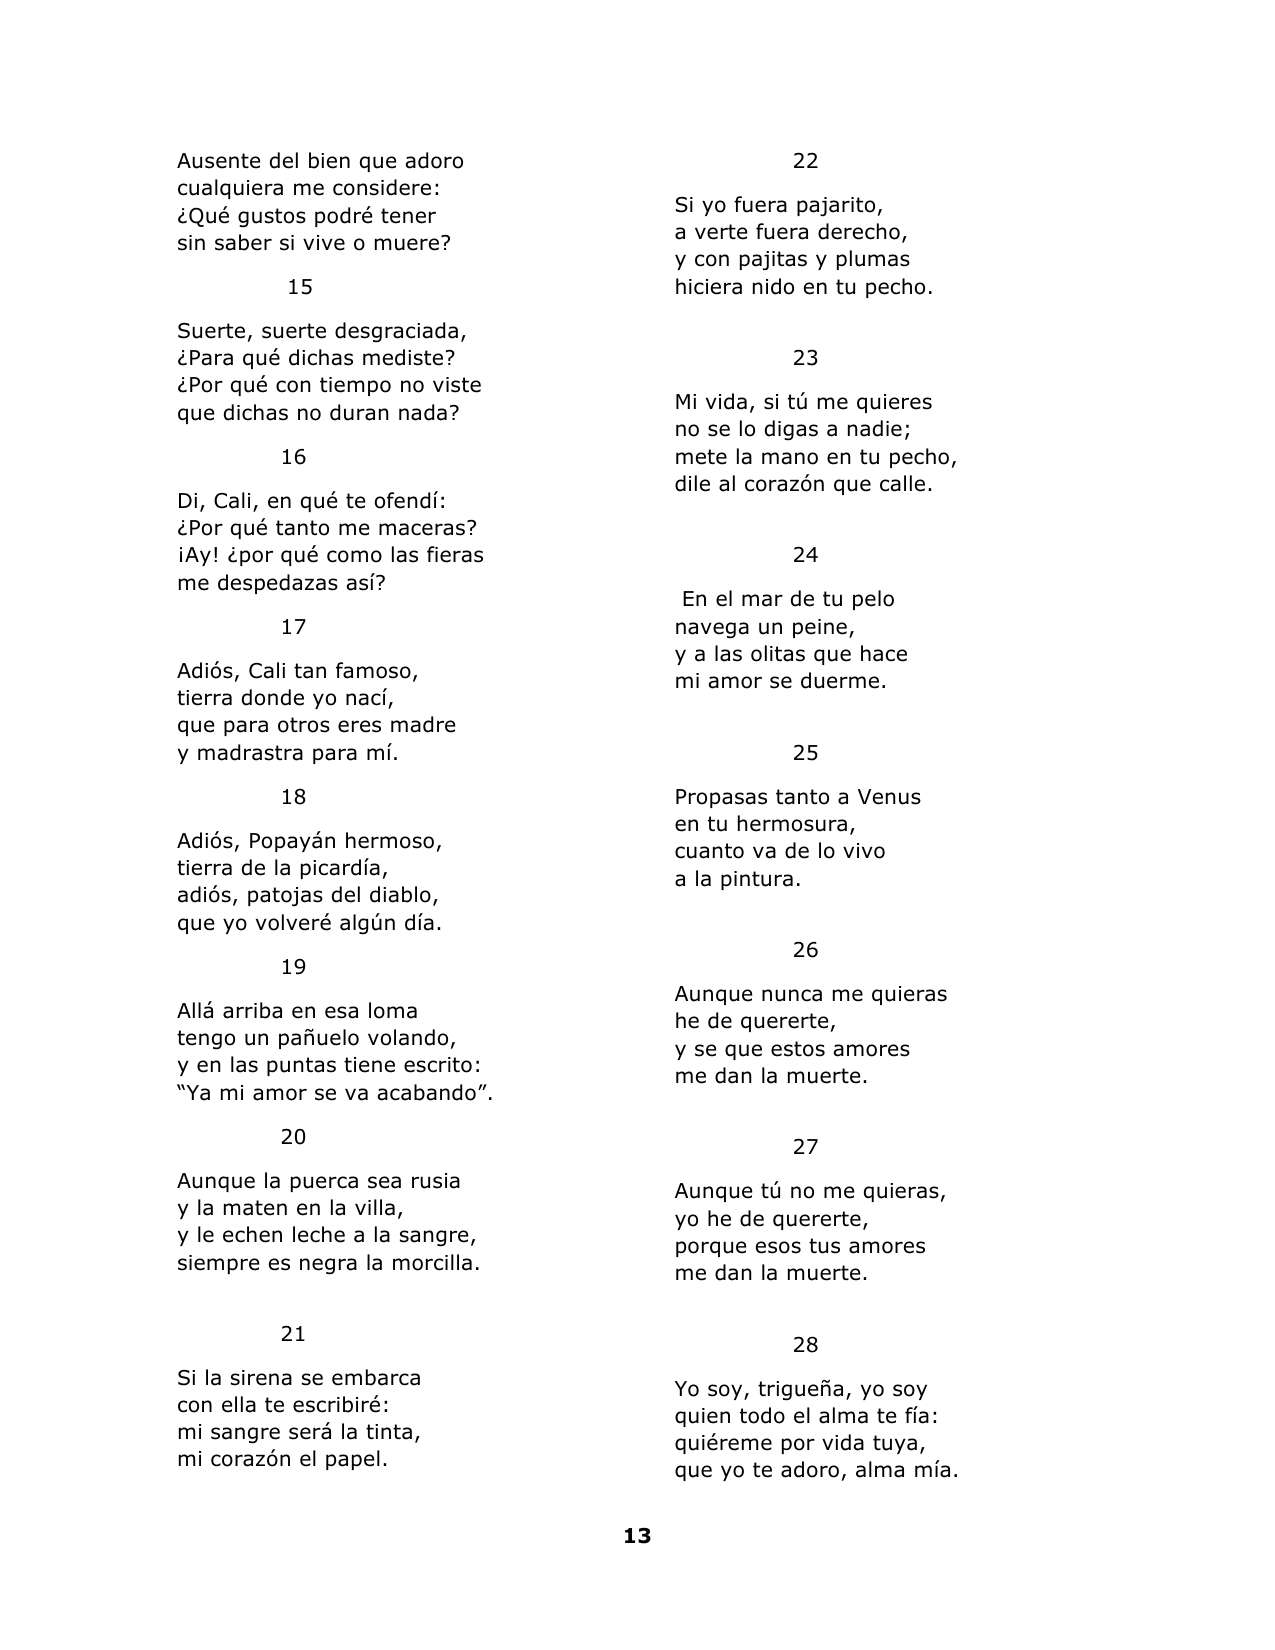 Ausente del bien que adoro
cualquiera me considere:
¿Qué gustos podré tener
sin saber si vive o muere?
15
Suerte, suerte desgraciada,
¿Para qué dichas mediste?
¿Por qué con tiempo no viste
que dichas no duran nada?
16
Di, Cali, en qué te ofendí:
¿Por qué tanto me maceras?
¡Ay! ¿por qué como las fieras
me despedazas así?
17
Adiós, Cali tan famoso,
tierra donde yo nací,
que para otros eres madre
y madrastra para mí.
18
Adiós, Popayán hermoso,
tierra de la picardía,
adiós, patojas del diablo,
que yo volveré algún día.
19
Allá arriba en esa loma
tengo un pañuelo volando,
y en las puntas tiene escrito:
“Ya mi amor se va acabando”.
20
Aunque la puerca sea rusia
y la maten en la villa,
y le echen leche a la sangre,
siempre es negra la morcilla.
21
Si la sirena se embarca
con ella te escribiré:
mi sangre será la tinta,
mi corazón el papel.
22
Si yo fuera pajarito,
a verte fuera derecho,
y con pajitas y plumas
hiciera nido en tu pecho.
23
Mi vida, si tú me quieres
no se lo digas a nadie;
mete la mano en tu pecho,
dile al corazón que calle.
24
En el mar de tu pelo
navega un peine,
y a las olitas que hace
mi amor se duerme.
25
Propasas tanto a Venus
en tu hermosura,
cuanto va de lo vivo
a la pintura.
26
Aunque nunca me quieras
he de quererte,
y se que estos amores
me dan la muerte.
27
Aunque tú no me quieras,
yo he de quererte,
porque esos tus amores
me dan la muerte.
28
Yo soy, trigueña, yo soy
quien todo el alma te fía:
quiéreme por vida tuya,
que yo te adoro, alma mía.
13